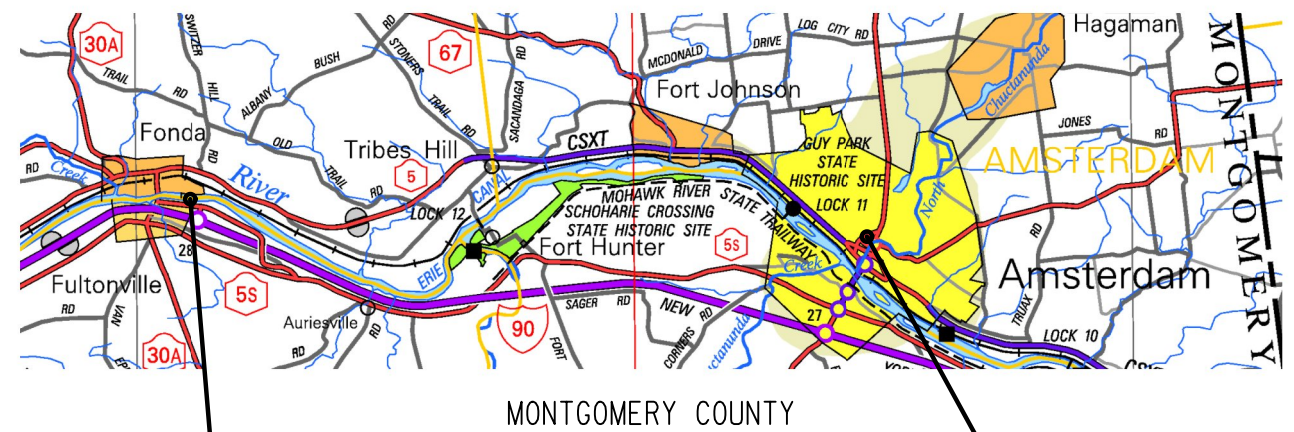 30A
SWITZER
HILL
RD
TRAIL
RD
BUSH
RD
ALBANY
OLD
TRAIL
RD
STONERS
TRAIL
RD
67
SACANDAGA
RD
MCDONALD
DRIVE
LOG CITY RD
Hagaman
Chuctanunda
MONTGOMERY
Fonda
Tribes Hill
CSXT
Fort Johnson
GUY PARK
STATE
HISTORIC SITE
LOCK 11
North
AMSTERDAM
JONES
RD
RD
Creek
River
5
LOCK 12
CANAL
ERIE
MOHAWK RIVER
SCHOHARIE CROSSING
STATE HISTORIC SITE
STATE TRAILWAY
Fort Hunter
5S
Creek
Amsterdam
28
Fultonville
RD
VAN
5S
30A
Auriesville
RD
RD
90
SAGER RD
FORT
NEW
RD
CORNERS
27
RD
TRUAX
LOCK 10
MONTGOMERY COUNTY